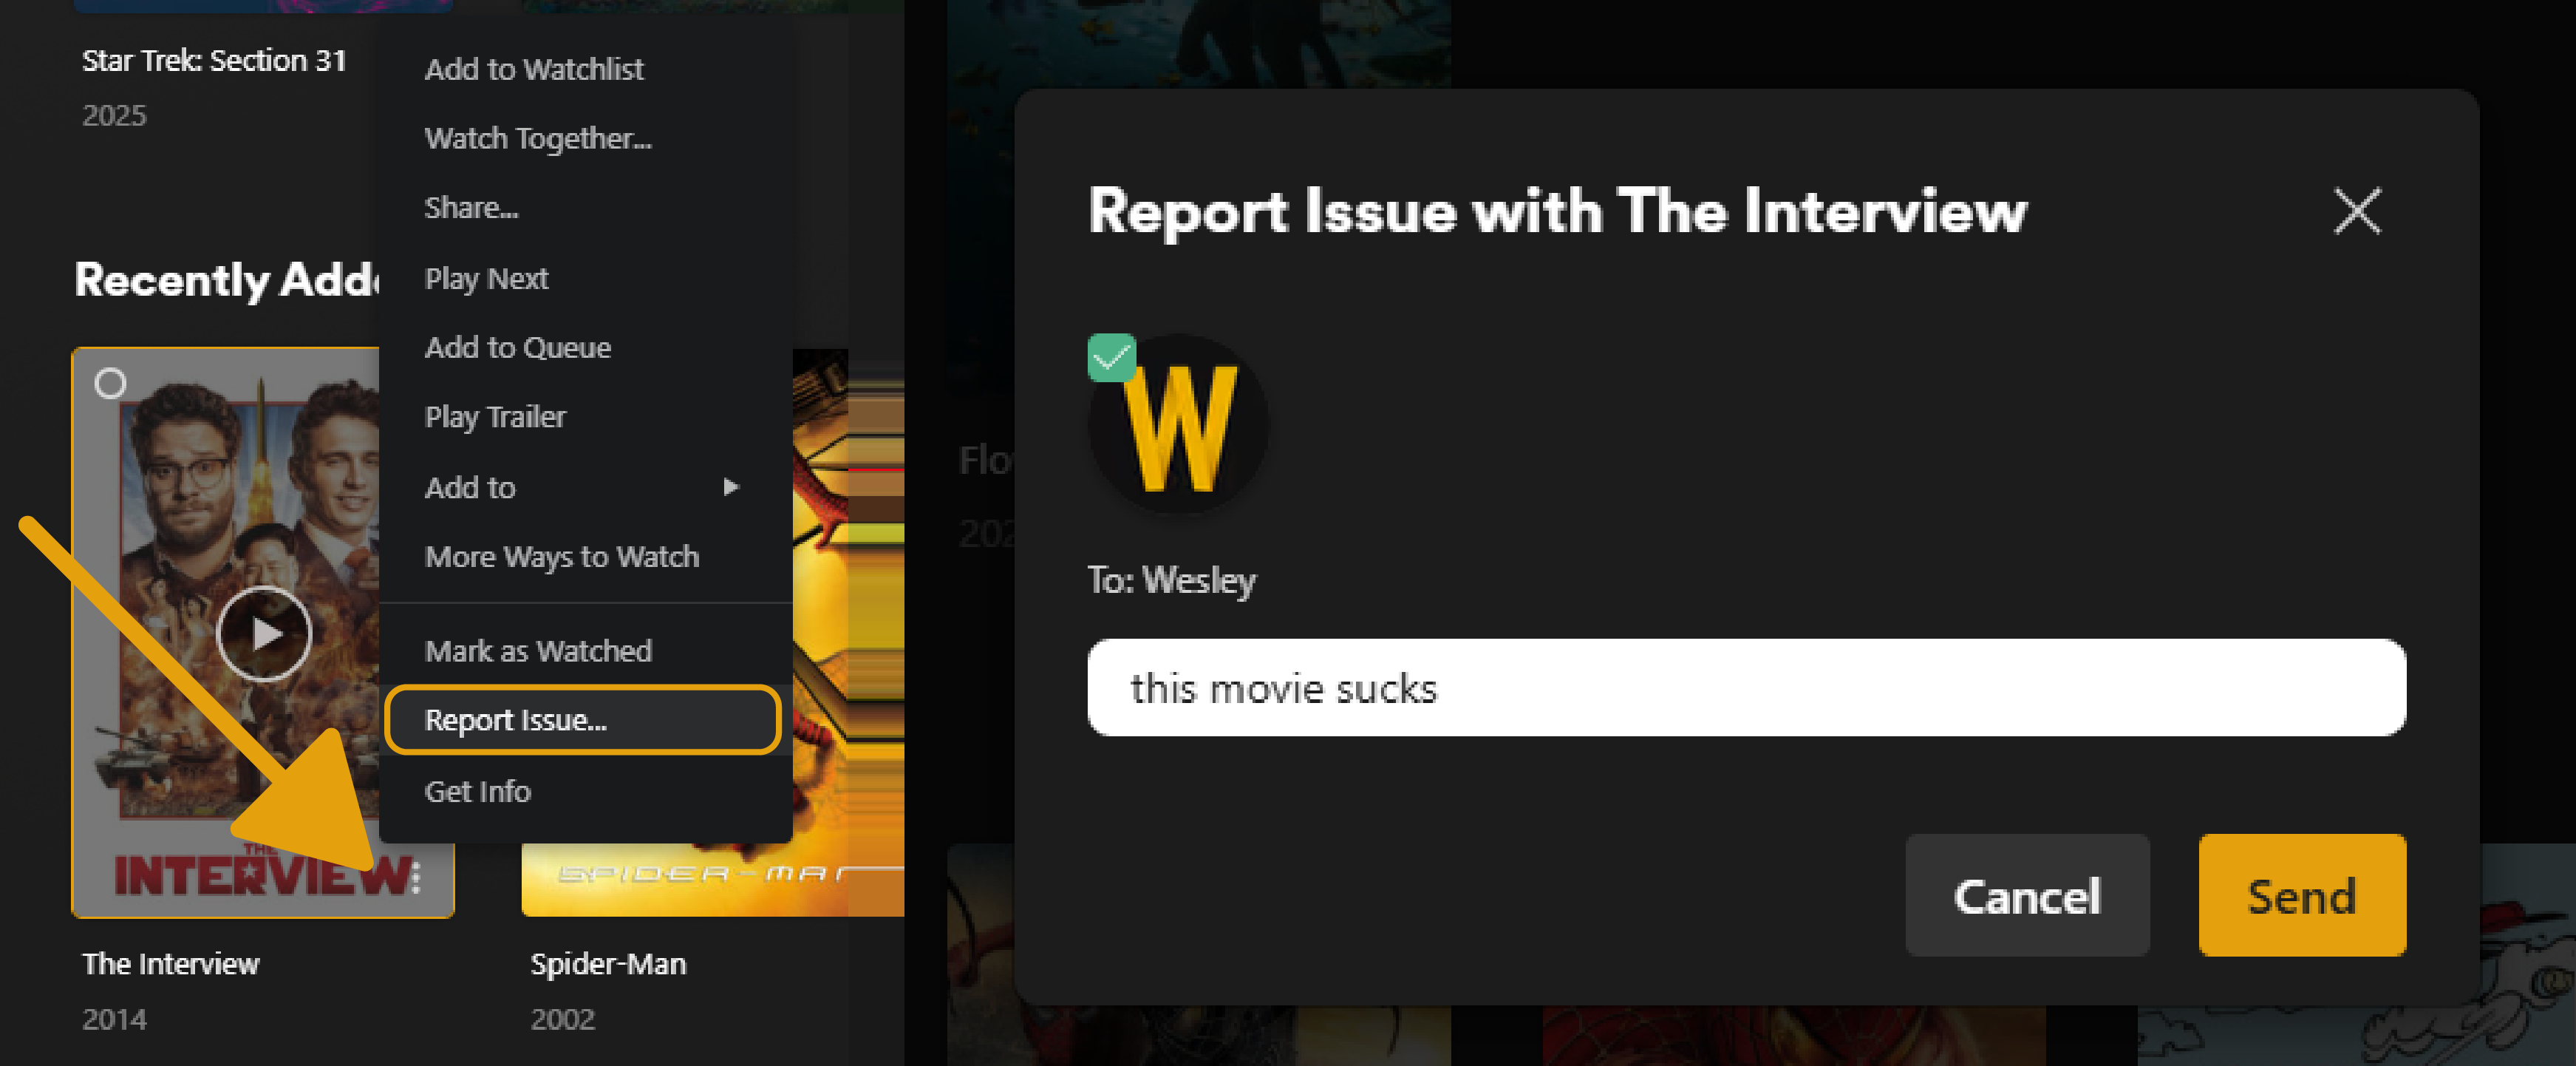 Star Trek: Section 31
2025
Recently Adde
THE
INTERVIEW
The Interview
2014
Add to Watchlist
Watch Together...
Share...
Play Next
Add to Queue
Play Trailer
Add to
More Ways to Watch
Mark as Watched
Report Issue...
Get Info
SPIDER-MAN
Spider-Man
2002
Flo
202
Report Issue with The Interview
W
To: Wesley
this movie sucks
Cancel
Send